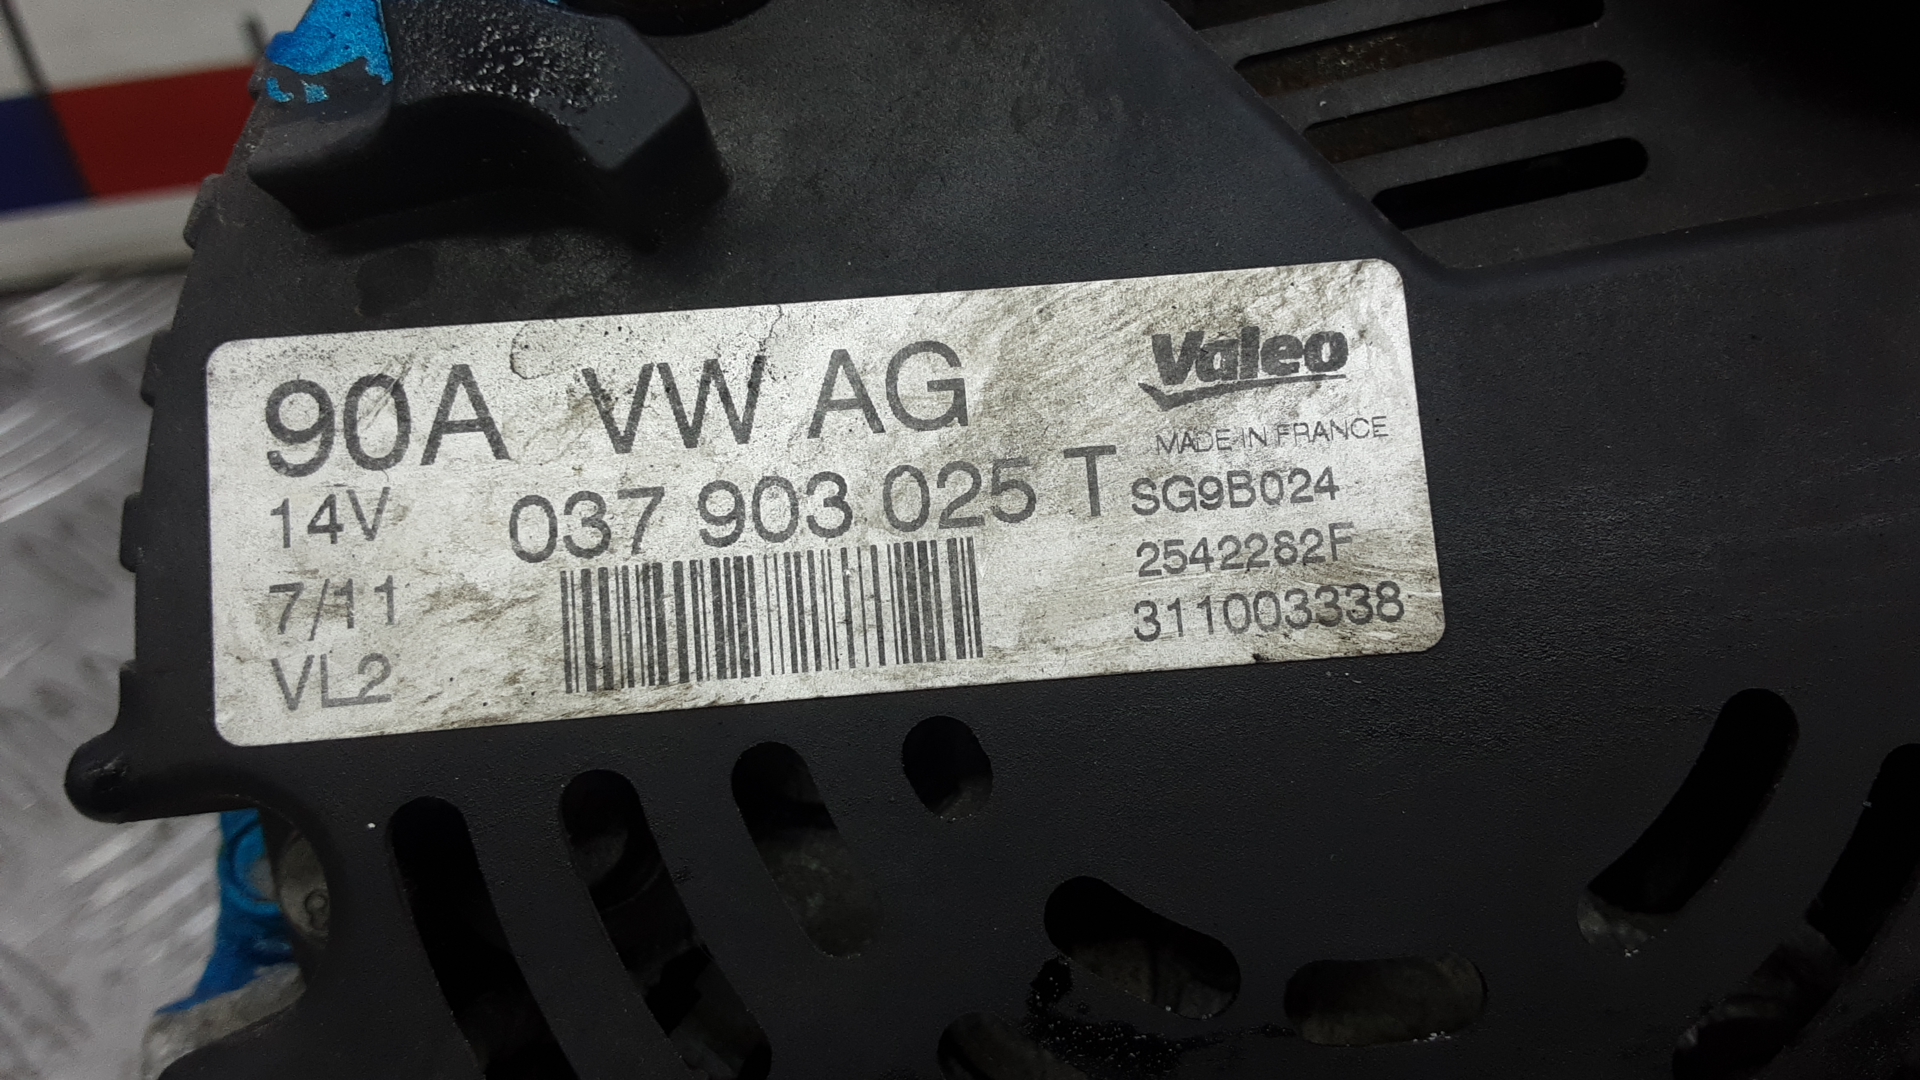 90A VW AG
Valeo
MADE IN FRANCE
14V 037 903 025 T SG9B024
2542282F
7/11
311003338
VL2